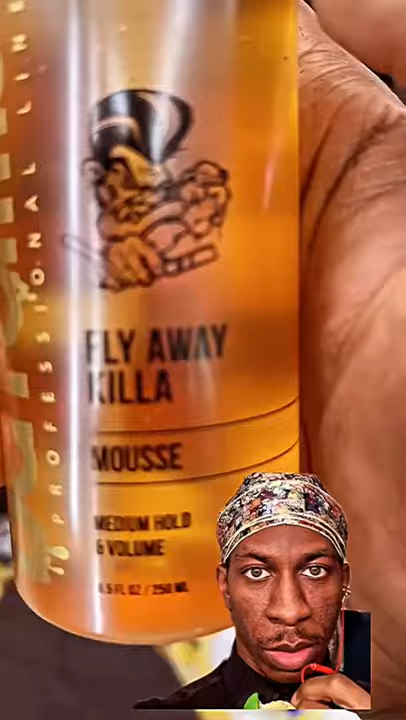 FLY AWAY
KILLA
MOUSSE
MEDIUM HOLD
& VOLUME
8.5 FL OZ / 250 ML
PROFESSIONAL